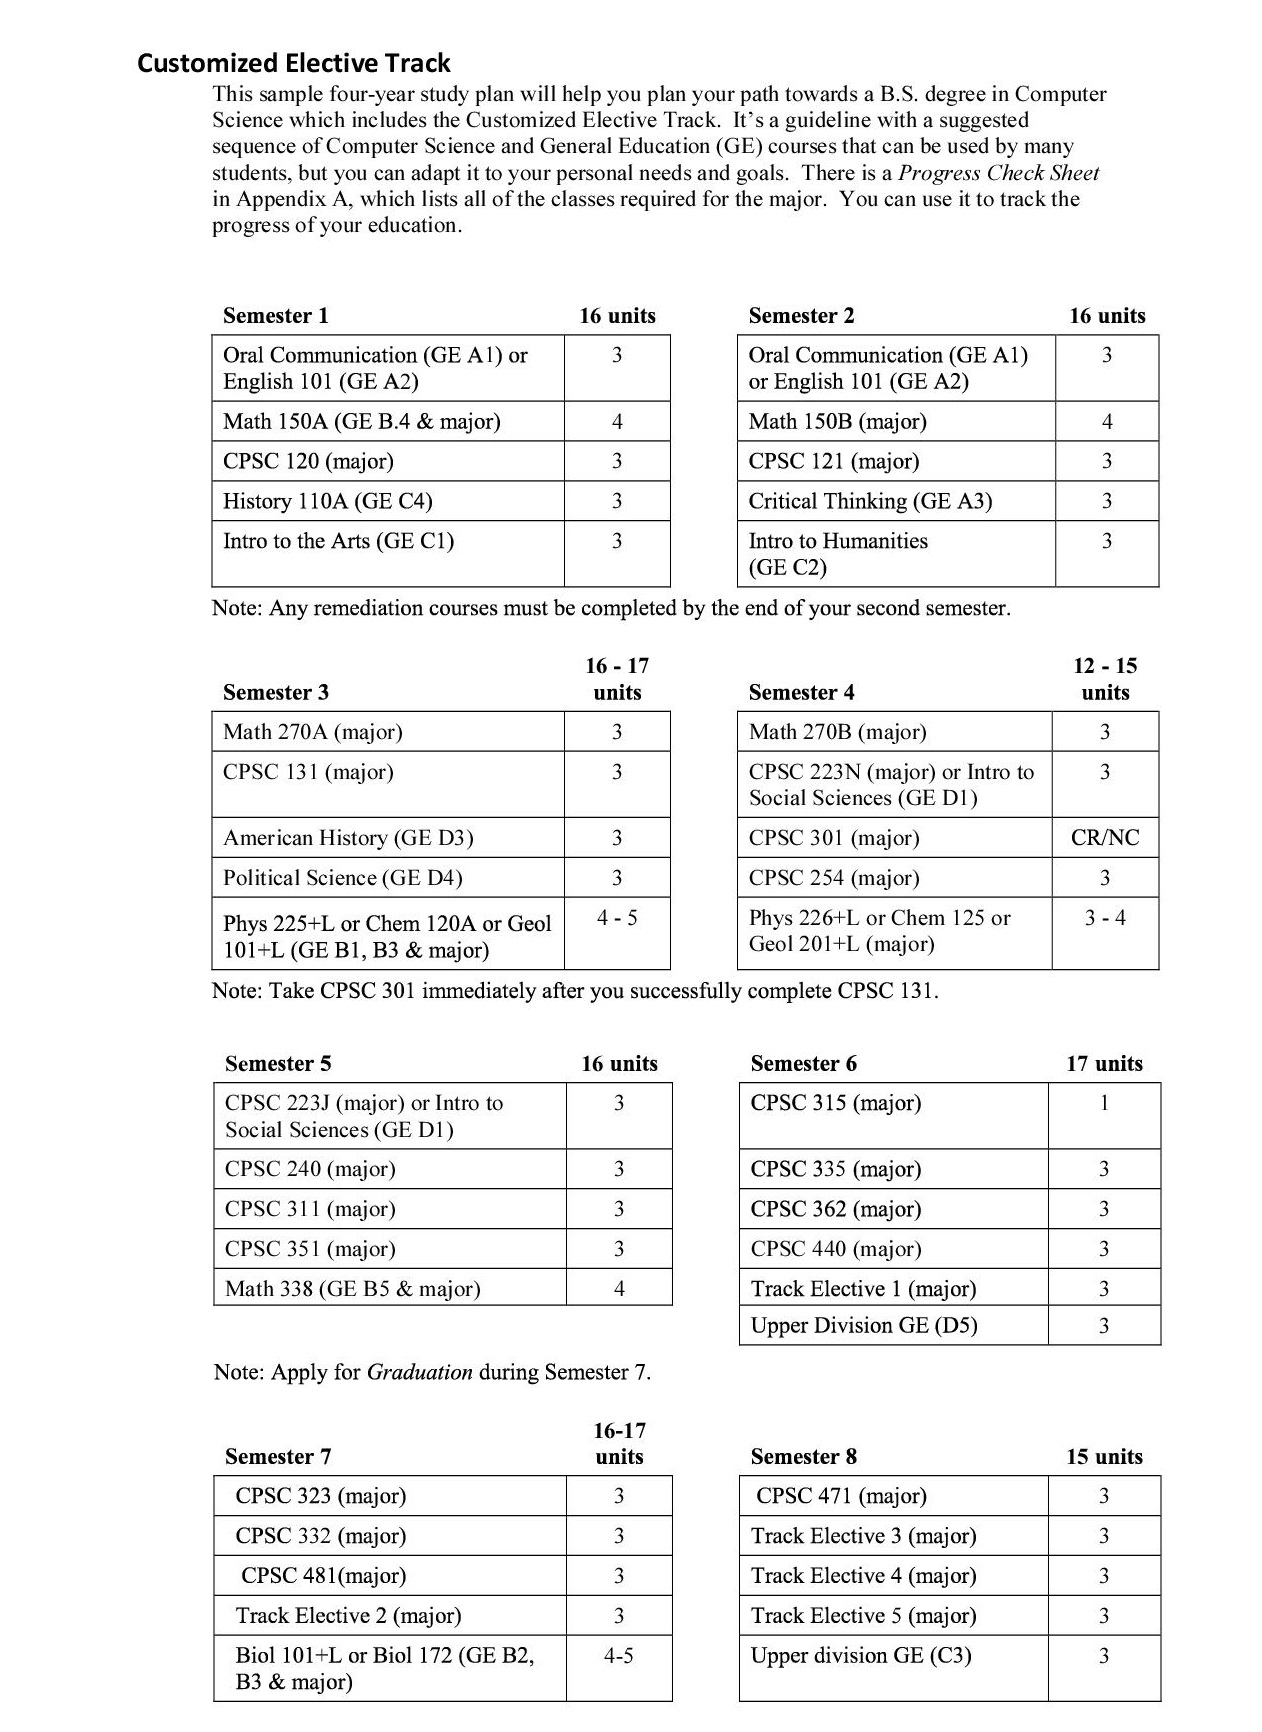 Customized Elective Track
This sample four-year study plan will help you plan your path towards a B.S. degree in Computer
Science which includes the Customized Elective Track.  It's a guideline with a suggested
sequence of Computer Science and General Education (GE) courses that can be used by many
students, but you can adapt it to your personal needs and goals.  There is a Progress Check Sheet
in Appendix A, which lists all of the classes required for the major.  You can use it to track the
progress of your education.
Semester 1 16 units
Oral Communication (GE A1) or 3
English 101 (GE A2)
Math 150A (GE B.4 & major) 4
CPSC 120 (major) 3
History 110A (GE C4) 3
Intro to the Arts (GE C1) 3
Semester 2 16 units
Oral Communication (GE A1) 3
or English 101 (GE A2)
Math 150B (major) 4
CPSC 121 (major) 3
Critical Thinking (GE A3) 3
Intro to Humanities 3
(GE C2)
Note: Any remediation courses must be completed by the end of your second semester.
16 - 17
Semester 3 units
Math 270A (major) 3
CPSC 131 (major) 3
American History (GE D3) 3
Political Science (GE D4) 3
Phys 225+L or Chem 120A or Geol 4 - 5
101+L (GE B1, B3 & major)
12 - 15
Semester 4 units
Math 270B (major) 3
CPSC 223N (major) or Intro to 3
Social Sciences (GE D1)
CPSC 301 (major) CR/NC
CPSC 254 (major) 3
Phys 226+L or Chem 125 or 3 - 4
Geol 201+L (major)
Note: Take CPSC 301 immediately after you successfully complete CPSC 131.
Semester 5 16 units
CPSC 223J (major) or Intro to 3
Social Sciences (GE D1)
CPSC 240 (major) 3
CPSC 311 (major) 3
CPSC 351 (major) 3
Math 338 (GE B5 & major) 4
Semester 6 17 units
CPSC 315 (major) 1
CPSC 335 (major) 3
CPSC 362 (major) 3
CPSC 440 (major) 3
Track Elective 1 (major) 3
Upper Division GE (D5) 3
Note: Apply for Graduation during Semester 7.
16-17
Semester 7 units
CPSC 323 (major) 3
CPSC 332 (major) 3
CPSC 481(major) 3
Track Elective 2 (major) 3
Biol 101+L or Biol 172 (GE B2, 4-5
B3 & major)
Semester 8 15 units
CPSC 471 (major) 3
Track Elective 3 (major) 3
Track Elective 4 (major) 3
Track Elective 5 (major) 3
Upper division GE (C3) 3